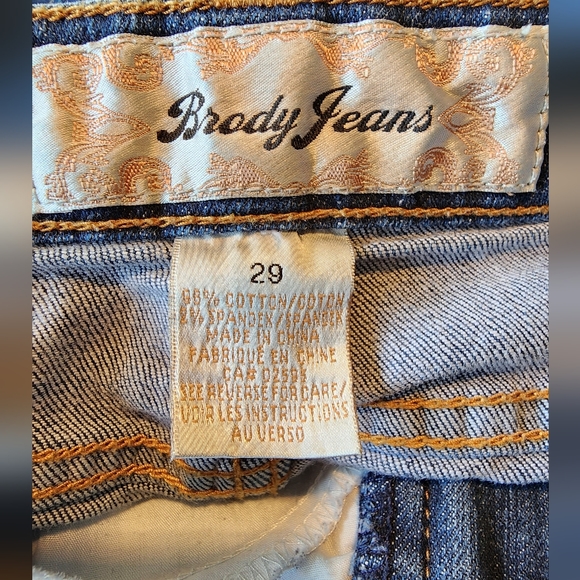 Brody Jeans
29
98% COTTON/COTON
2% SPANDEX/SPANDEX
MADE IN CHINA
FABRIQUÉ EN CHINE
CA#
SEE REVERSE FOR CARE/
VOIR LES INSTRUCTIONS
AU VERSO